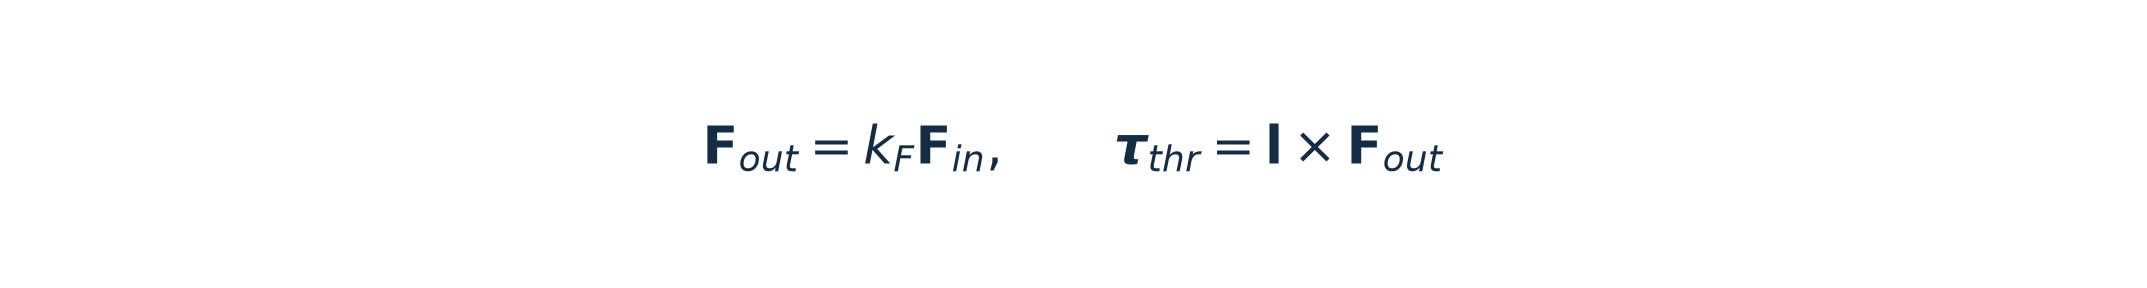 𝐅_out = k_F 𝐅_in,  𝛕_thr = 𝐥 × 𝐅_out